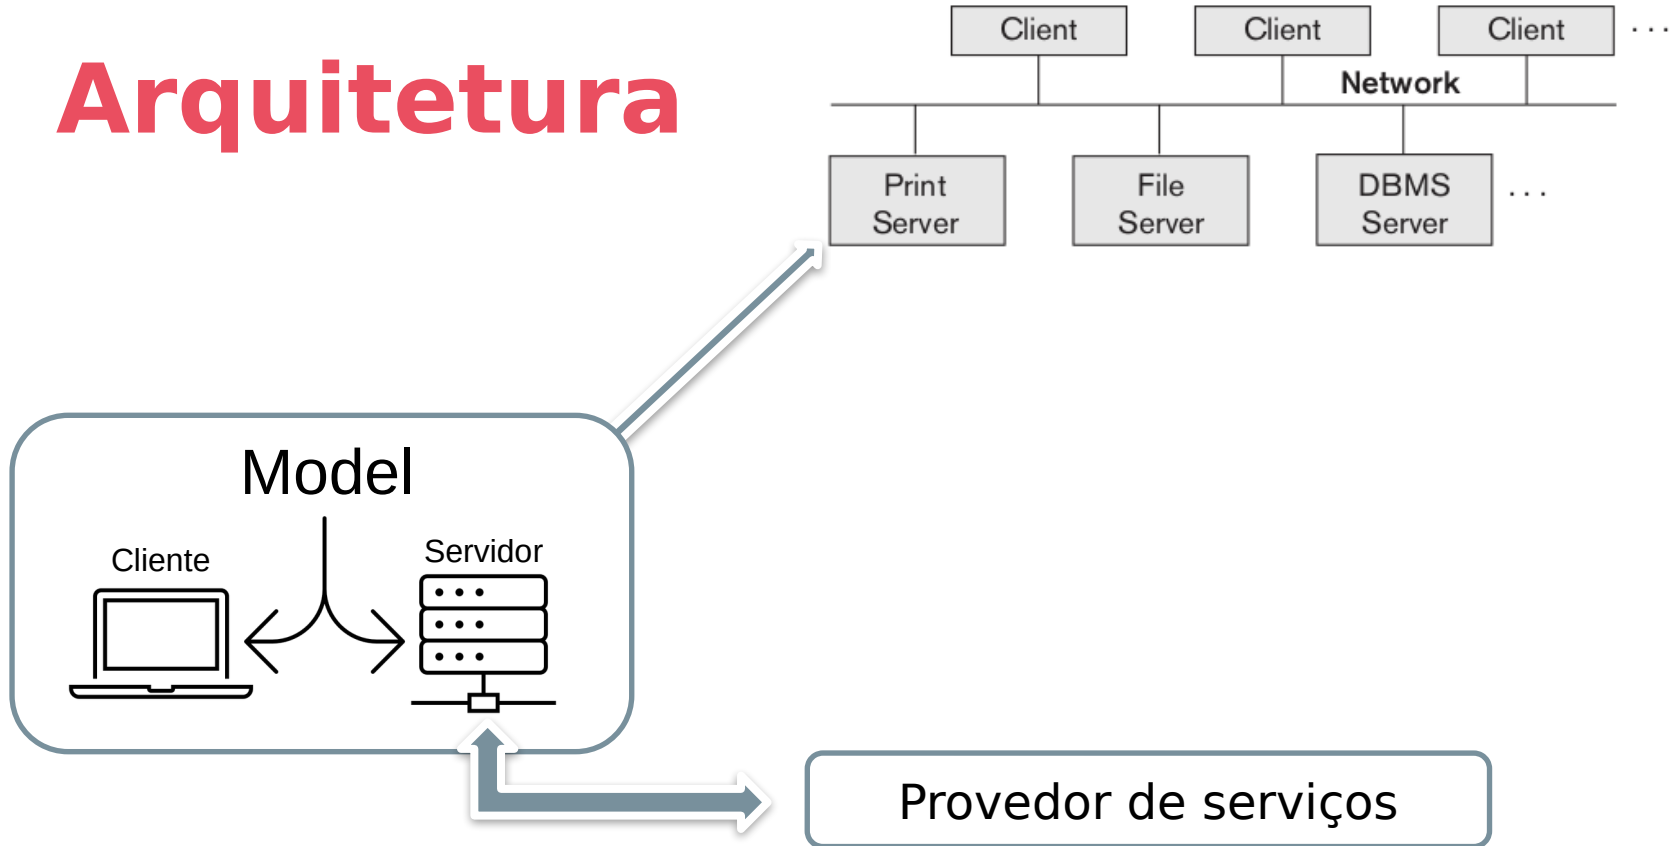 Arquitetura
Client
Client
Client
. . .
Network
Print
Server
File
Server
DBMS
Server
. . .
Model
Cliente
Servidor
Provedor de serviços